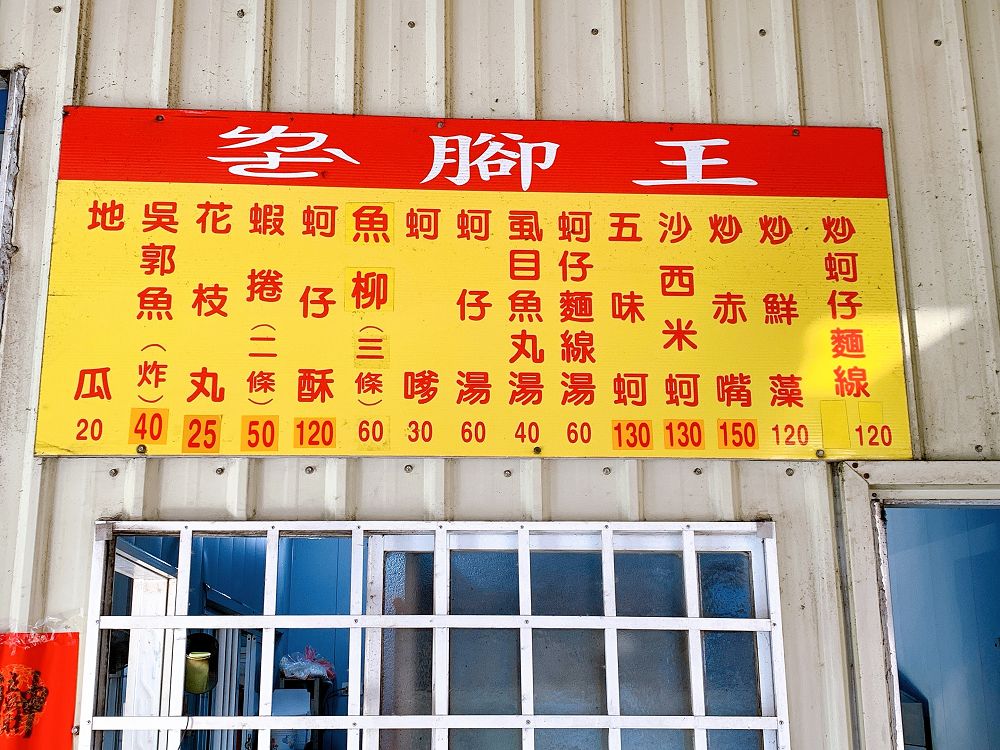 腳王
炒蚵仔麵線 120
炒鮮藻 120
炒赤嘴 150
沙西米蚵 130
五味蚵 130
蚵仔麵線湯 60
虱目魚丸湯 40
蚵仔湯 60
蚵嗲 30
魚柳（三條） 60
蚵仔酥 120
蝦捲（二條） 50
花枝丸 25
吳郭魚（炸） 40
地瓜 20